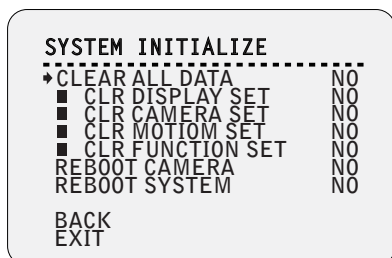 SYSTEM INITIALIZE
CLEAR ALL DATA NO
CLR DISPLAY SET NO
CLR CAMERA SET NO
CLR MOTIOM SET NO
CLR FUNCTION SET NO
REBOOT CAMERA NO
REBOOT SYSTEM NO
BACK
EXIT